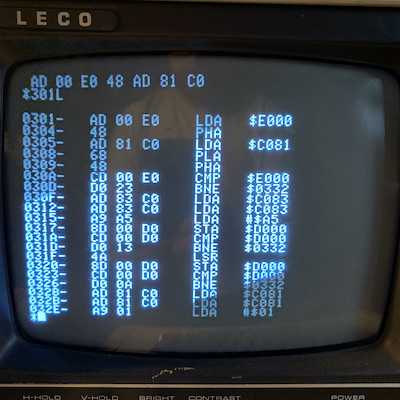 LECO
AD 00 E0 48 AD 81 C0
*301L
0301- AD 00 E0 LDA $E000
0304- 48 PHA
0305- AD 81 C0 LDA $C081
0308- 68 PLA
0309- 48 PHA
030A- CD 00 E0 CMP $E000
030D- D0 23 BNE $0332
030F- AD 83 C0 LDA $C083
0312- AD 83 C0 LDA $C083
0315- A9 A5 LDA #$A5
0317- 8D 00 D0 STA $D000
031A- CD 00 D0 CMP $D000
031D- D0 13 BNE $0332
031F- 4A LSR
0320- 8D 00 D0 STA $D000
0323- CD 00 D0 CMP $D000
0326- D0 0A BNE $0332
0328- AD 81 C0 LDA $C081
032B- AD 81 C0 LDA $C081
032E- A9 01 LDA #$01
*
H-HOLD V-HOLD BRIGHT CONTRAST POWER